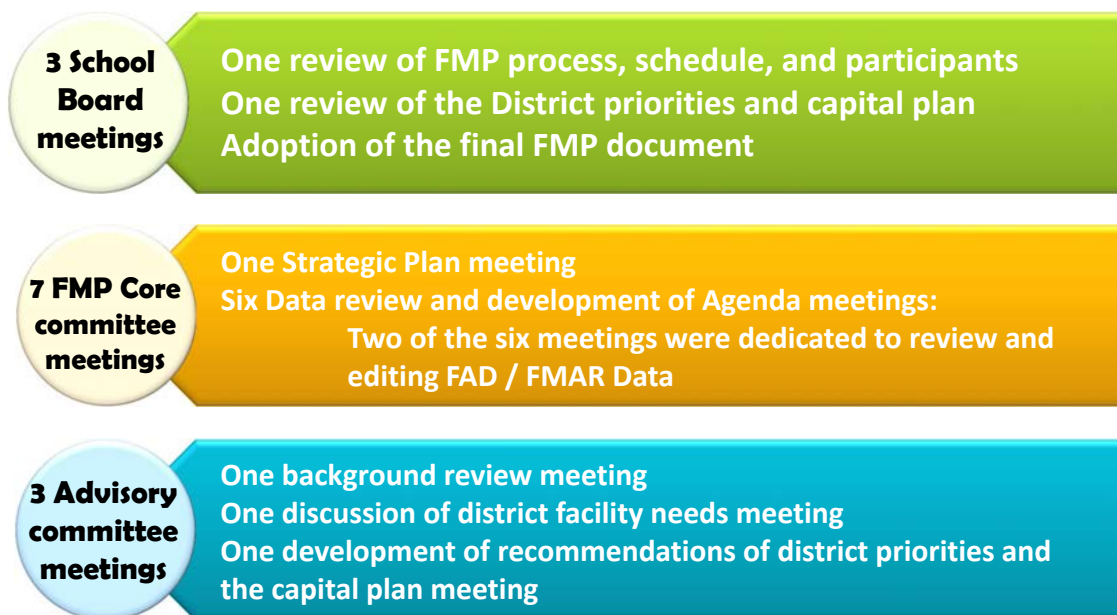 3 School
Board
meetings
One review of FMP process, schedule, and participants
One review of the District priorities and capital plan
Adoption of the final FMP document
7 FMP Core
committee
meetings
One Strategic Plan meeting
Six Data review and development of Agenda meetings:
Two of the six meetings were dedicated to review and
editing FAD / FMAR Data
3 Advisory
committee
meetings
One background review meeting
One discussion of district facility needs meeting
One development of recommendations of district priorities and
the capital plan meeting